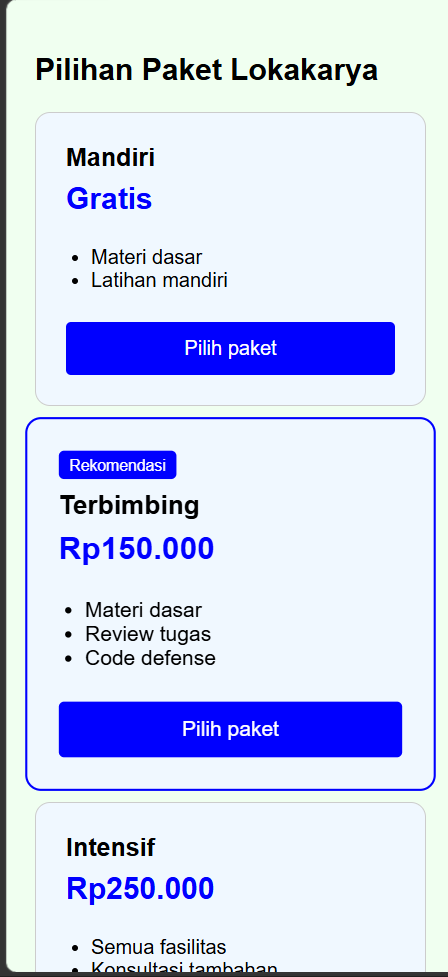 Pilihan Paket Lokakarya
Mandiri
Gratis
Materi dasar
Latihan mandiri
Pilih paket
Rekomendasi
Terbimbing
Rp150.000
Materi dasar
Review tugas
Code defense
Pilih paket
Intensif
Rp250.000
Semua fasilitas
Konsultasi tambahan